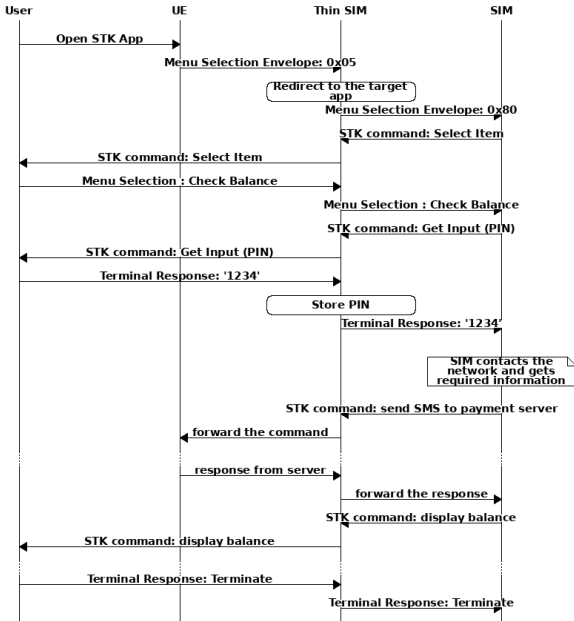 User UE Thin SIM SIM
Open STK App
Menu Selection Envelope: 0x05
Redirect to the target
app
Menu Selection Envelope: 0x80
STK command: Select Item
STK command: Select Item
Menu Selection : Check Balance
Menu Selection : Check Balance
STK command: Get Input (PIN)
STK command: Get Input (PIN)
Terminal Response: '1234'
Store PIN
Terminal Response: '1234'
SIM contacts the
network and gets
required information
STK command: send SMS to payment server
forward the command
response from server
forward the response
STK command: display balance
STK command: display balance
Terminal Response: Terminate
Terminal Response: Terminate